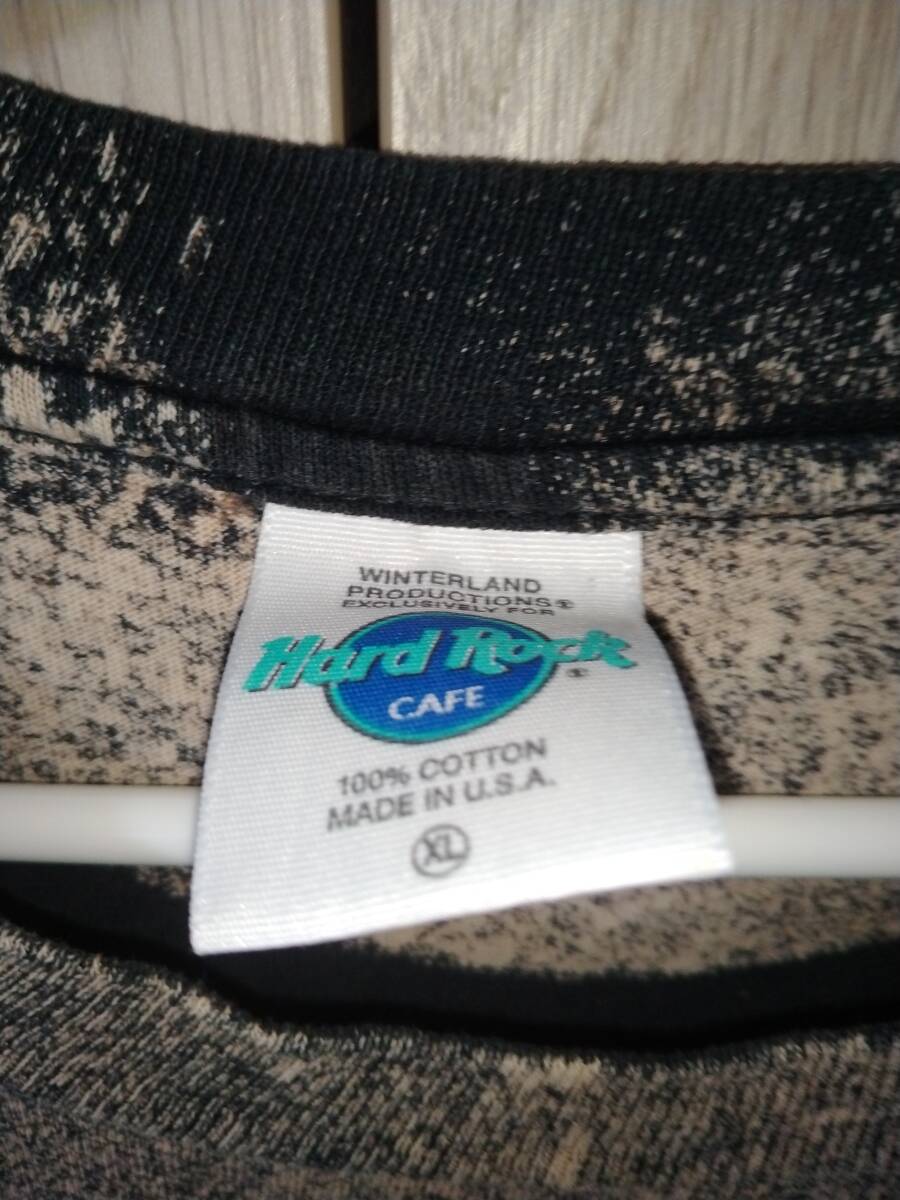 WINTERLAND
PRODUCTIONS®
EXCLUSIVELY FOR
Hard Rock ®
CAFE
100% COTTON
MADE IN U.S.A.
XL